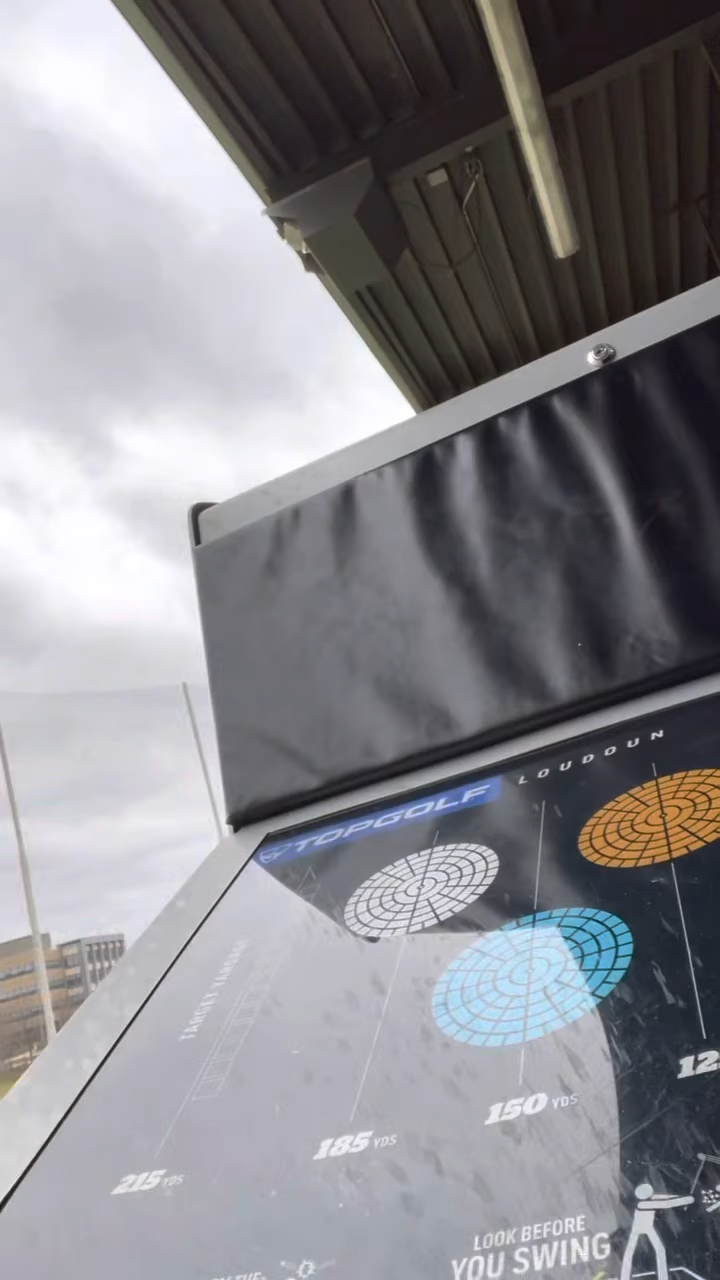 TOPGOLF LOUDOUN
TARGET YARDAGE
12
150 YDS
185 YDS
215 YDS
LOOK BEFORE
YOU SWING